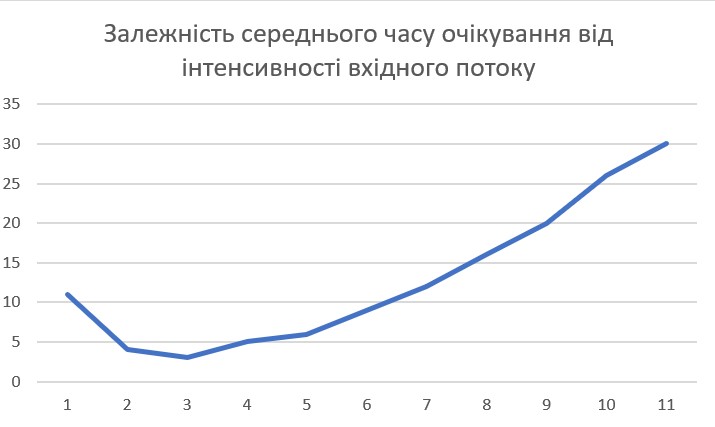 Залежність середнього часу очікування від
інтенсивності вхідного потоку
35
30
25
20
15
10
5
0
1 2 3 4 5 6 7 8 9 10 11